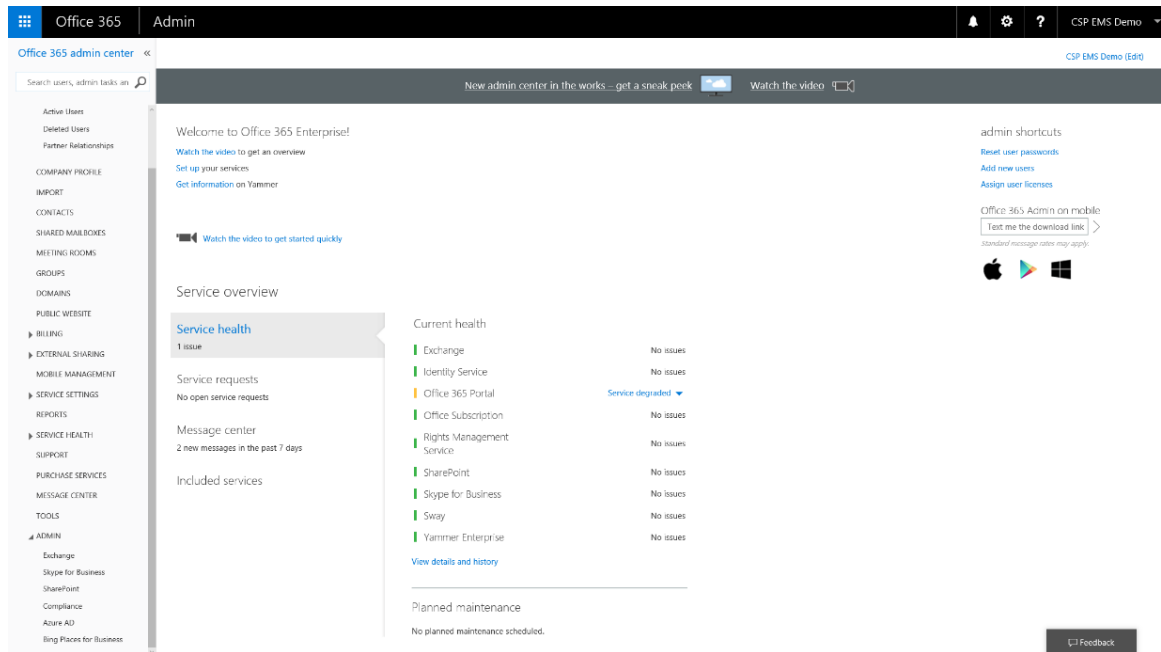 Office 365
Admin
?
CSP EMS Demo
Office 365 admin center «
Search users, admin tasks an
CSP EMS Demo (Edit)
New admin center in the works – get a sneak peek
Watch the video
Active Users
Deleted Users
Partner Relationships
COMPANY PROFILE
IMPORT
CONTACTS
SHARED MAILBOXES
MEETING ROOMS
GROUPS
DOMAINS
PUBLIC WEBSITE
BILLING
EXTERNAL SHARING
MOBILE MANAGEMENT
SERVICE SETTINGS
REPORTS
SERVICE HEALTH
SUPPORT
PURCHASE SERVICES
MESSAGE CENTER
TOOLS
ADMIN
Exchange
Skype for Business
SharePoint
Compliance
Azure AD
Bing Places for Business
Welcome to Office 365 Enterprise!
Watch the video to get an overview
Set up your services
Get information on Yammer
Watch the video to get started quickly
Service overview
Service health
1 issue
Service requests
No open service requests
Message center
2 new messages in the past 7 days
Included services
Current health
Exchange No issues
Identity Service No issues
Office 365 Portal Service degraded
Office Subscription No issues
Rights Management
Service No issues
SharePoint No issues
Skype for Business No issues
Sway No issues
Yammer Enterprise No issues
View details and history
Planned maintenance
No planned maintenance scheduled.
admin shortcuts
Reset user passwords
Add new users
Assign user licenses
Office 365 Admin on mobile
Text me the download link
Standard message rates may apply.
Feedback